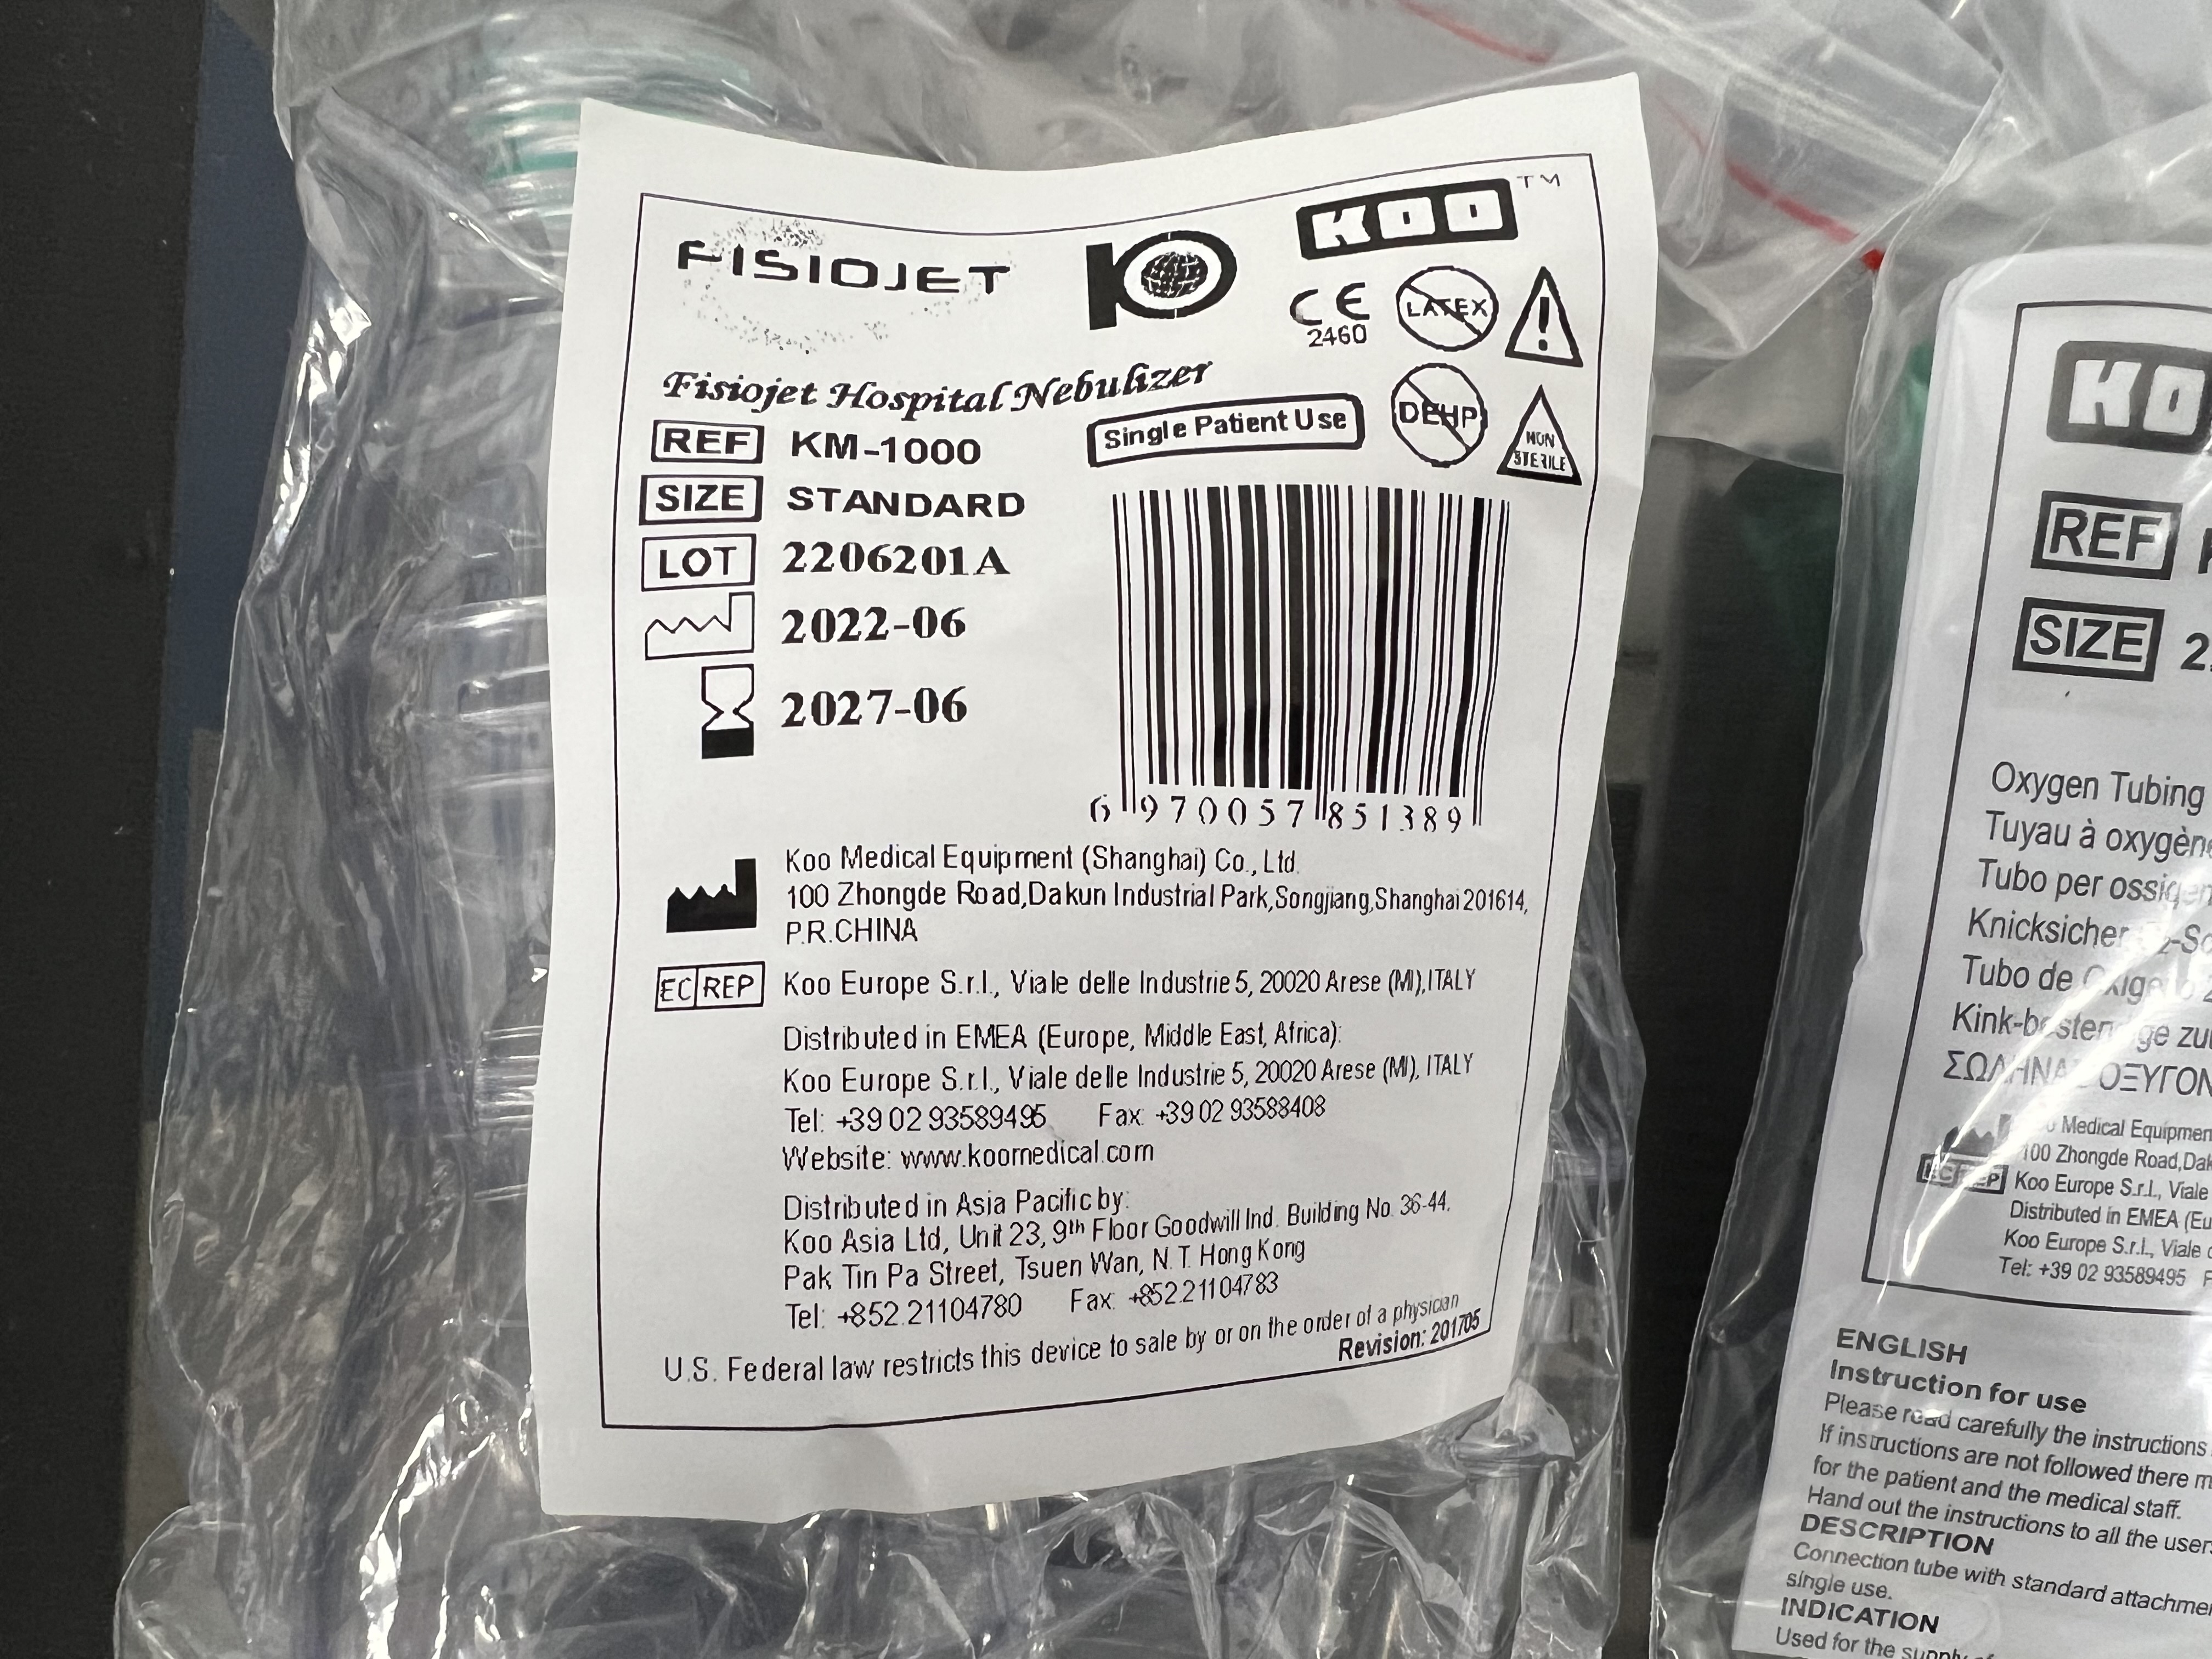 FISIOJET
KOO™
CE
2460
LATEX
Fisiojet Hospital Nebulizer
Single Patient Use
DEHP
NON
STERILE
REF KM-1000
SIZE STANDARD
LOT 2206201A
2022-06
2027-06
6 970057 851389
Koo Medical Equipment (Shanghai) Co., Ltd.
100 Zhongde Road,Dakun Industrial Park,Songjiang,Shanghai 201614,
P.R.CHINA
EC REP Koo Europe S.r.l., Viale delle Industrie 5, 20020 Arese (MI),ITALY
Distributed in EMEA (Europe, Middle East, Africa):
Koo Europe S.r.l., Viale delle Industrie 5, 20020 Arese (MI), ITALY
Tel: +39 02 93589495 Fax: +39 02 93588408
Website: www.koomedical.com
Distributed in Asia Pacific by:
Koo Asia Ltd, Unit 23, 9th Floor Goodwill Ind. Building No. 36-44,
Pak Tin Pa Street, Tsuen Wan, N.T. Hong Kong
Tel: +852.21104780 Fax: +852.21104783
U.S. Federal law restricts this device to sale by or on the order of a physician
Revision: 201705
KO
REF
SIZE 2
Oxygen Tubing
Tuyau à
Tubo per
Knicksicher
Tubo de
Kink-
Medical
100 Zhongde
EC REP Koo Europe S.r.l., Viale
Distributed in EMEA
Koo Europe S.r.l., Viale
Tel: +39 02 93589495
ENGLISH
Instruction for use
Please read carefully the instructions
If instructions are not followed there
for the patient and the medical staff.
Hand out the instructions to all the
DESCRIPTION
Connection tube with standard
single use.
INDICATION
Used for the